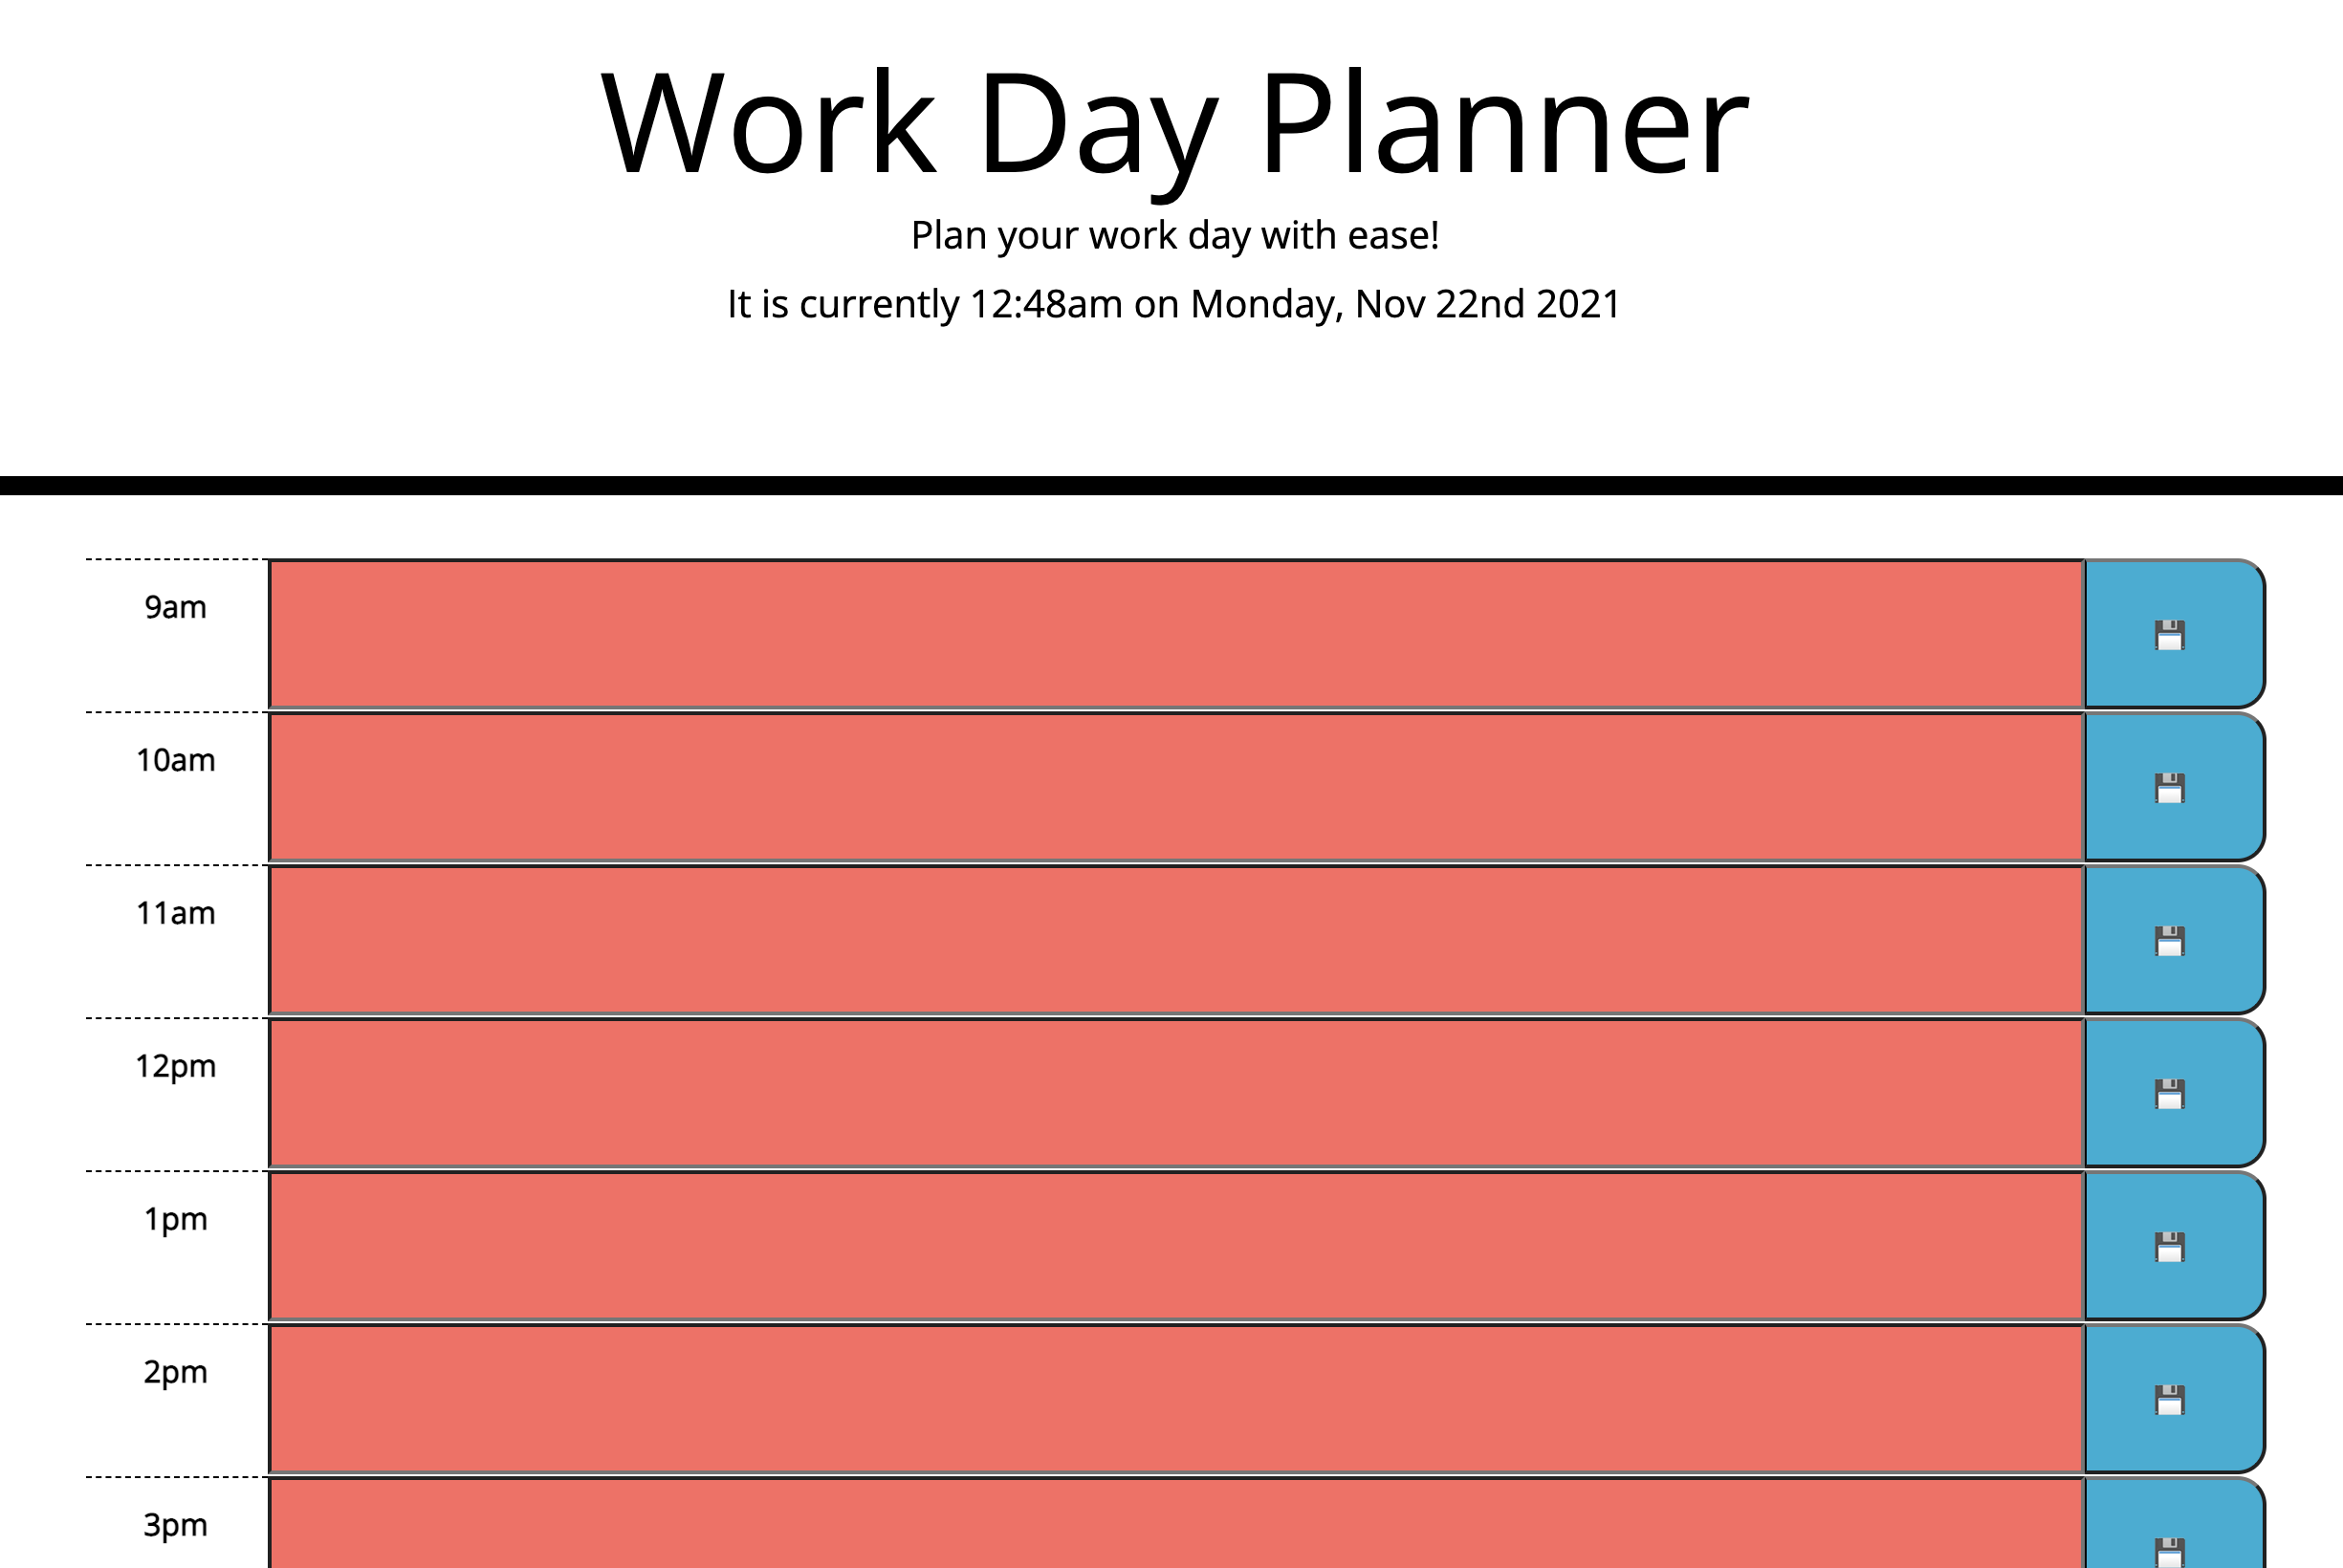 Work Day Planner
Plan your work day with ease!
It is currently 12:48am on Monday, Nov 22nd 2021
9am
10am
11am
12pm
1pm
2pm
3pm